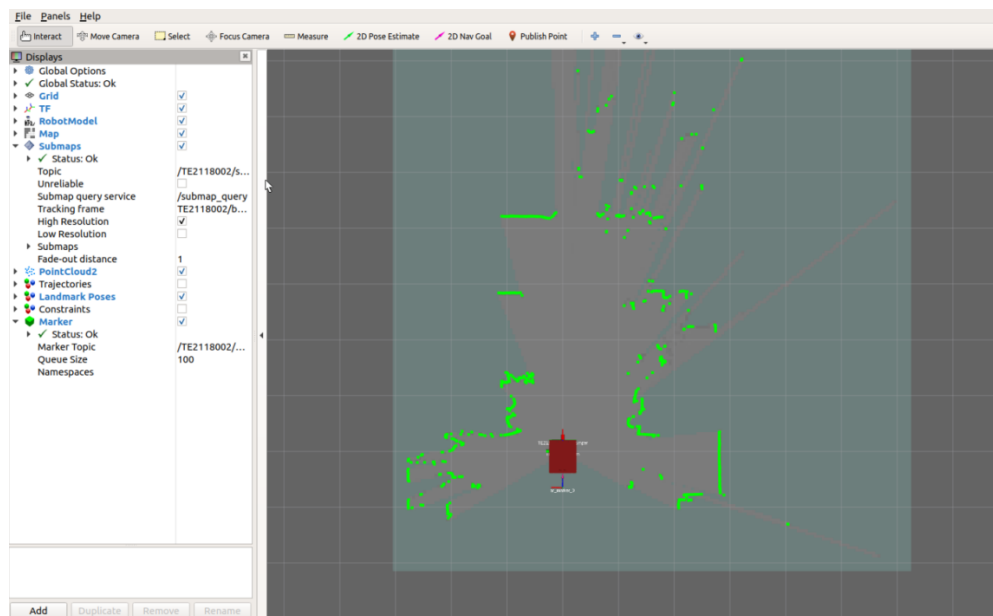 File Panels Help
Interact Move Camera Select Focus Camera Measure 2D Pose Estimate 2D Nav Goal Publish Point
Displays
Global Options
Global Status: Ok
Grid
TF
RobotModel
Map
Submaps
Status: Ok
Topic /TE2118002/s...
Unreliable
Submap query service /submap_query
Tracking frame TE2118002/b...
High Resolution
Low Resolution
Submaps
Fade-out distance 1
PointCloud2
Trajectories
Landmark Poses
Constraints
Marker
Status: Ok
Marker Topic /TE2118002/...
Queue Size 100
Namespaces
Add Duplicate Remove Rename